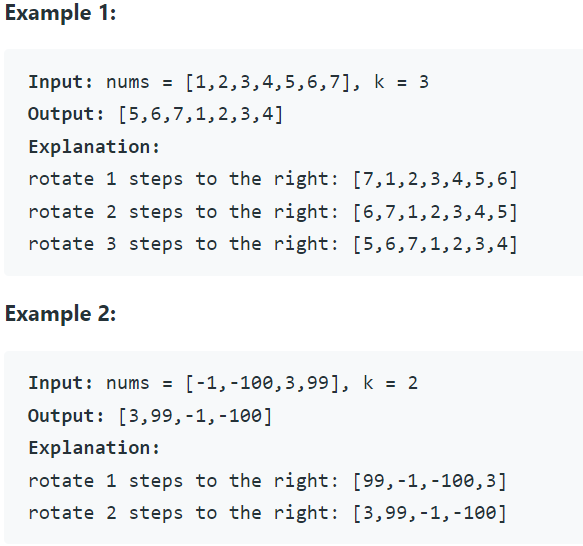 Example 1:
Input: nums = [1,2,3,4,5,6,7], k = 3
Output: [5,6,7,1,2,3,4]
Explanation:
rotate 1 steps to the right: [7,1,2,3,4,5,6]
rotate 2 steps to the right: [6,7,1,2,3,4,5]
rotate 3 steps to the right: [5,6,7,1,2,3,4]
Example 2:
Input: nums = [-1,-100,3,99], k = 2
Output: [3,99,-1,-100]
Explanation:
rotate 1 steps to the right: [99,-1,-100,3]
rotate 2 steps to the right: [3,99,-1,-100]